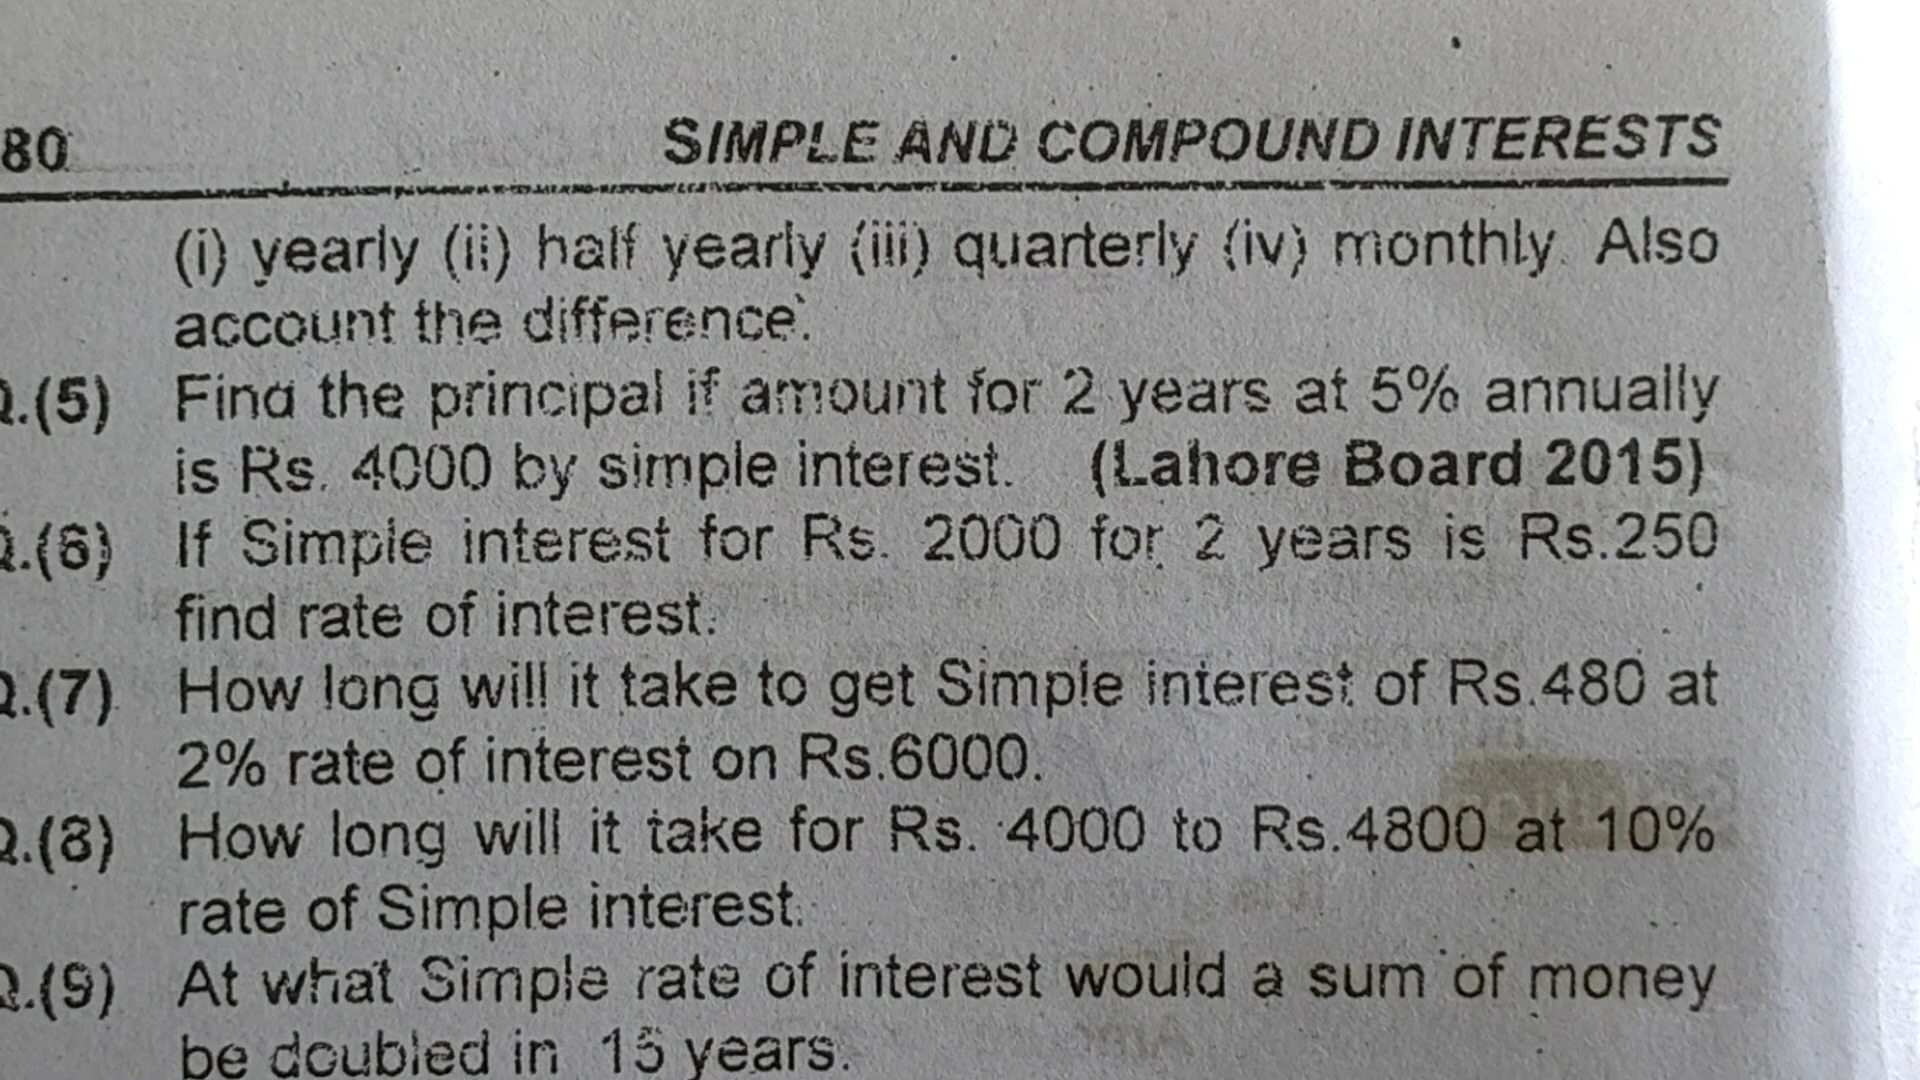 80 SIMPLE AND COMPOUND INTERESTS
(i) yearly (ii) half yearly (iii) quarterly (iv) monthly. Also
account the difference.
Q.(5) Find the principal if amount for 2 years at 5% annually
is Rs. 4000 by simple interest. (Lahore Board 2015)
Q.(6) If Simple interest for Rs. 2000 for 2 years is Rs.250
find rate of interest.
Q.(7) How long will it take to get Simple interest of Rs.480 at
2% rate of interest on Rs.6000.
Q.(8) How long will it take for Rs. 4000 to Rs.4800 at 10%
rate of Simple interest.
Q.(9) At what Simple rate of interest would a sum of money
be doubled in 15 years.